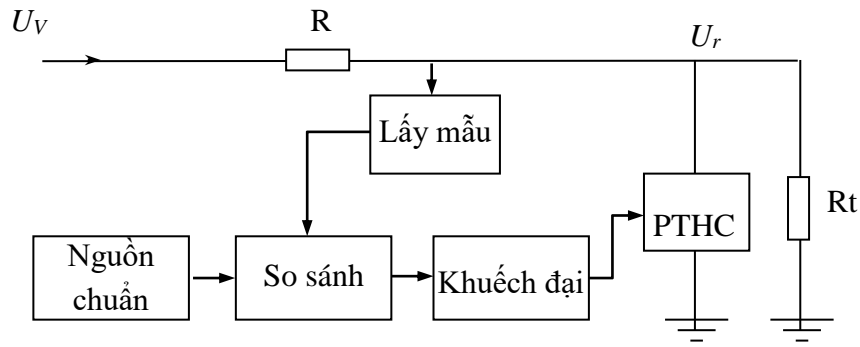 U_V
R
U_r
Lấy mẫu
PTHC
Rt
Nguồn
chuẩn
So sánh
Khuếch đại